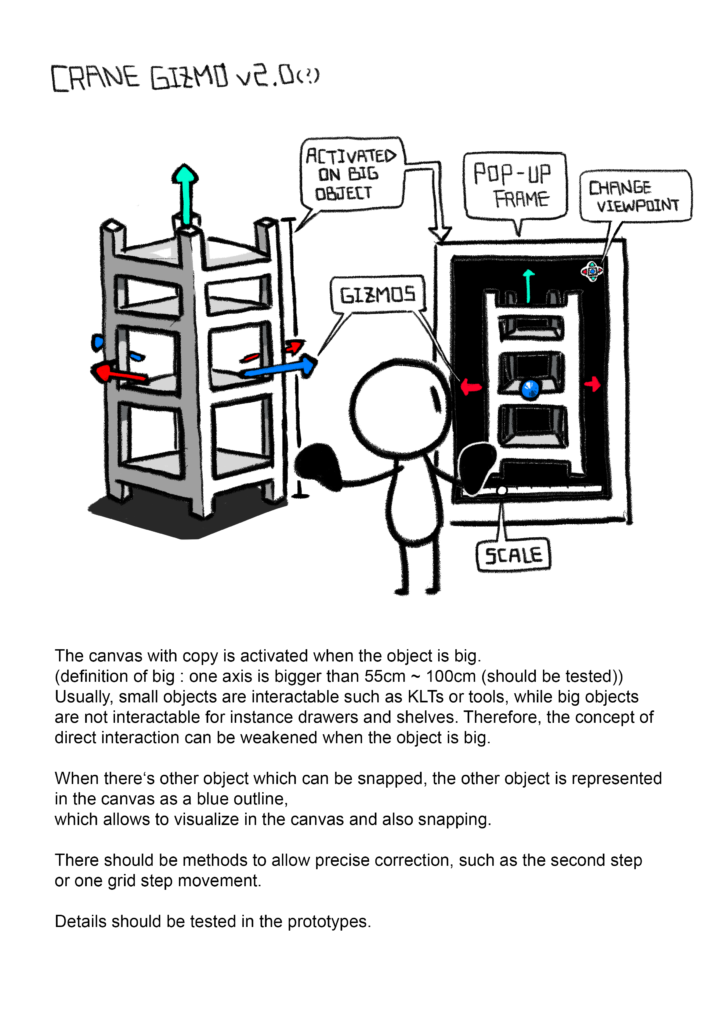 CRANE GIZMO v2.0(?)
ACTIVATED
ON BIG
OBJECT
POP-UP
FRAME
CHANGE
VIEWPOINT
GIZMOS
SCALE
The canvas with copy is activated when the object is big.
(definition of big : one axis is bigger than 55cm ~ 100cm (should be tested))
Usually, small objects are interactable such as KLTs or tools, while big objects
are not interactable for instance drawers and shelves. Therefore, the concept of
direct interaction can be weakened when the object is big.
When there‘s other object which can be snapped, the other object is represented
in the canvas as a blue outline,
which allows to visualize in the canvas and also snapping.
There should be methods to allow precise correction, such as the second step
or one grid step movement.
Details should be tested in the prototypes.